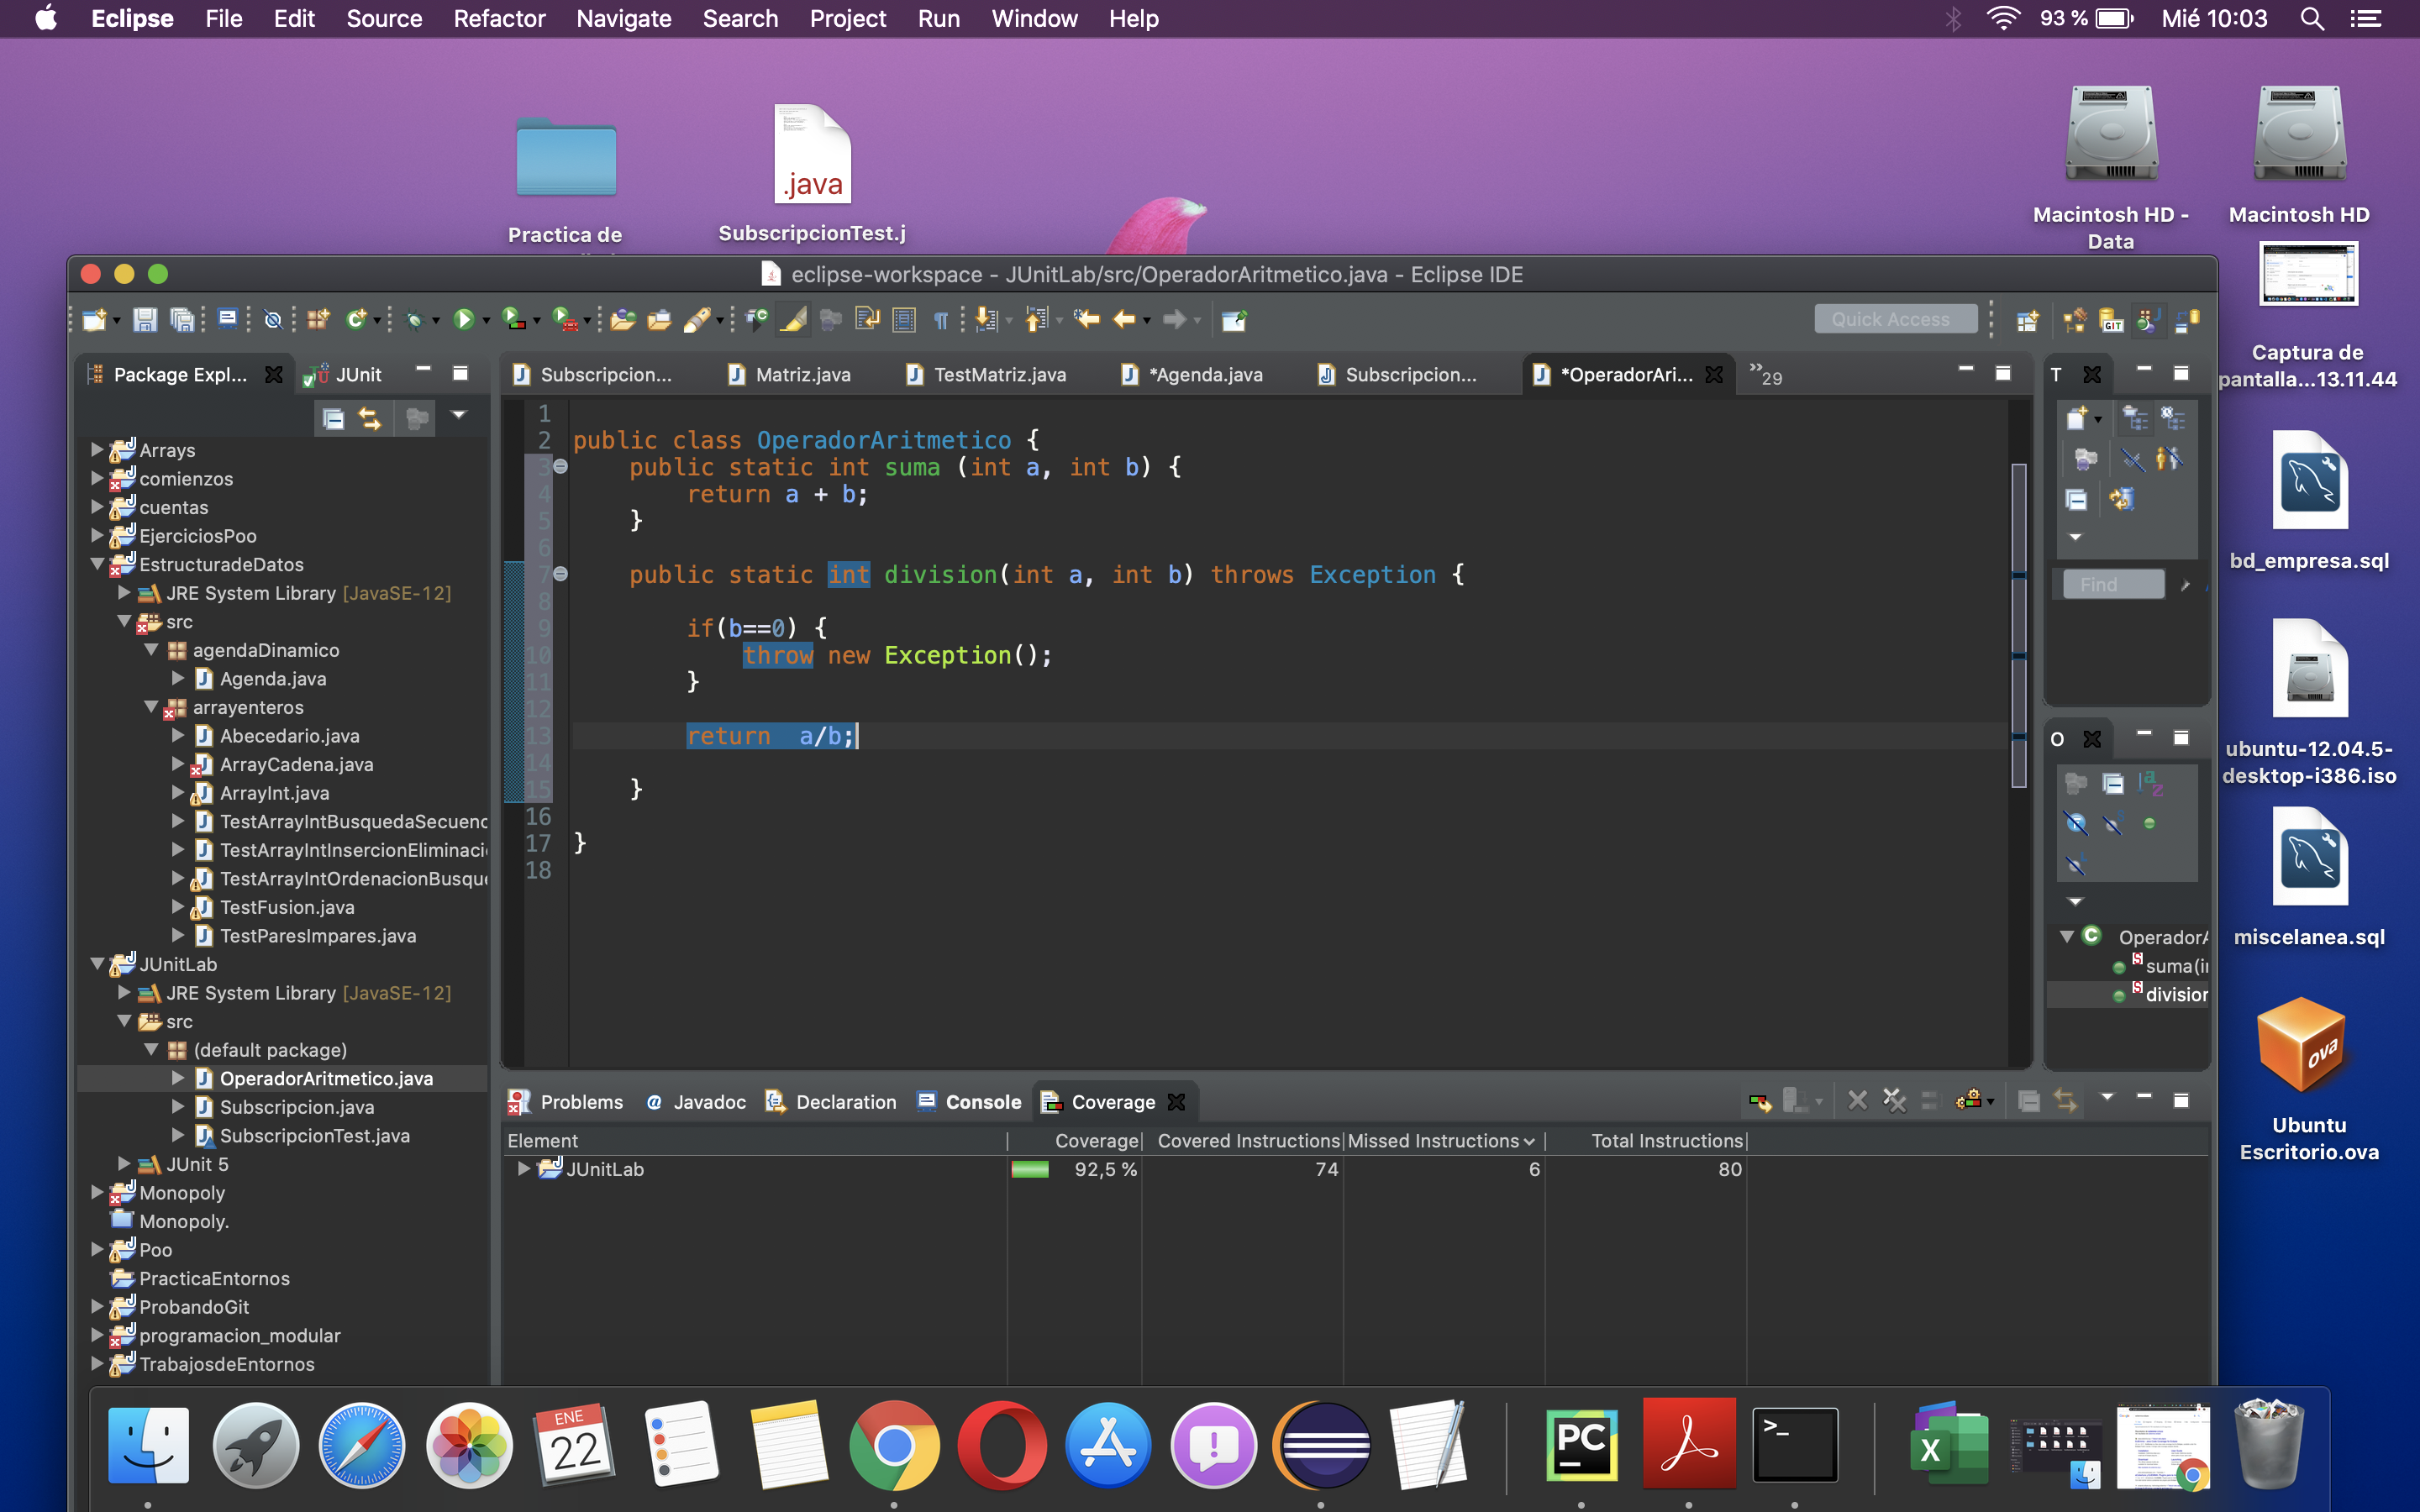 Eclipse File Edit Source Refactor Navigate Search Project Run Window Help 93 % Mié 10:03
Practica de
.java
SubscripcionTest.j
Macintosh HD -
Data
Macintosh HD
Captura de
pantalla...13.11.44
bd_empresa.sql
ubuntu-12.04.5-
desktop-i386.iso
miscelanea.sql
ova
Ubuntu
Escritorio.ova
eclipse-workspace - JUnitLab/src/OperadorAritmetico.java - Eclipse IDE
Quick Access
GIT
Package Expl...
JUnit
Subscripcion...
Matriz.java
TestMatriz.java
*Agenda.java
Subscripcion...
*OperadorAri...
»29
Arrays
comienzos
cuentas
EjerciciosPoo
EstructuradeDatos
JRE System Library [JavaSE-12]
src
agendaDinamico
Agenda.java
arrayenteros
Abecedario.java
ArrayCadena.java
ArrayInt.java
TestArrayIntBusquedaSecuenc
TestArrayIntInsercionEliminaci
TestArrayIntOrdenacionBusque
TestFusion.java
TestParesImpares.java
JUnitLab
JRE System Library [JavaSE-12]
src
(default package)
OperadorAritmetico.java
Subscripcion.java
SubscripcionTest.java
JUnit 5
Monopoly
Monopoly.
Poo
PracticaEntornos
ProbandoGit
programacion_modular
TrabajosdeEntornos
1
2 public class OperadorAritmetico {
3 public static int suma (int a, int b) {
4 return a + b;
5 }
6
7 public static int division(int a, int b) throws Exception {
8
9 if(b==0) {
10 throw new Exception();
11 }
12
13 return  a/b;
14
15 }
16
17 }
18
T
Find
O
OperadorA
suma(i
division
Problems @ Javadoc Declaration Console Coverage
Element Coverage Covered Instructions Missed Instructions Total Instructions
JUnitLab 92,5 % 74 6 80
ENE
22
PC
>_
X